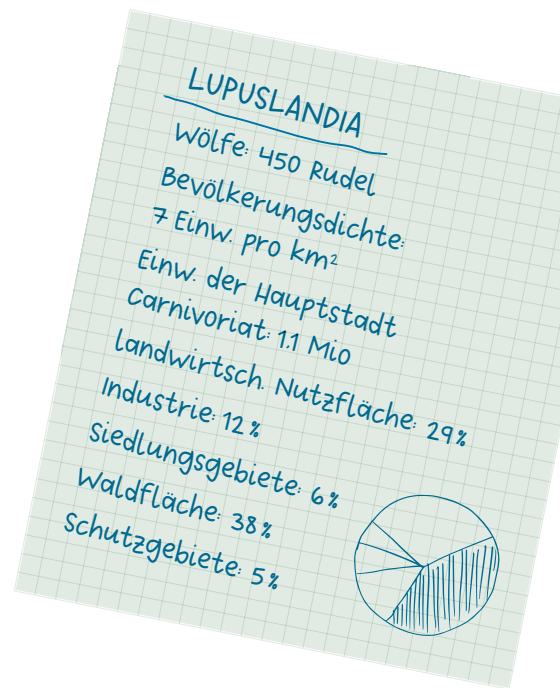 LUPUSLANDIA
Wölfe: 450 Rudel
Bevölkerungsdichte:
7 Einw. pro km²
Einw. der Hauptstadt
Carnivoriat: 1.1 Mio
landwirtsch. Nutzfläche: 29%
Industrie: 12%
Siedlungsgebiete: 6%
Waldfläche: 38%
Schutzgebiete: 5%